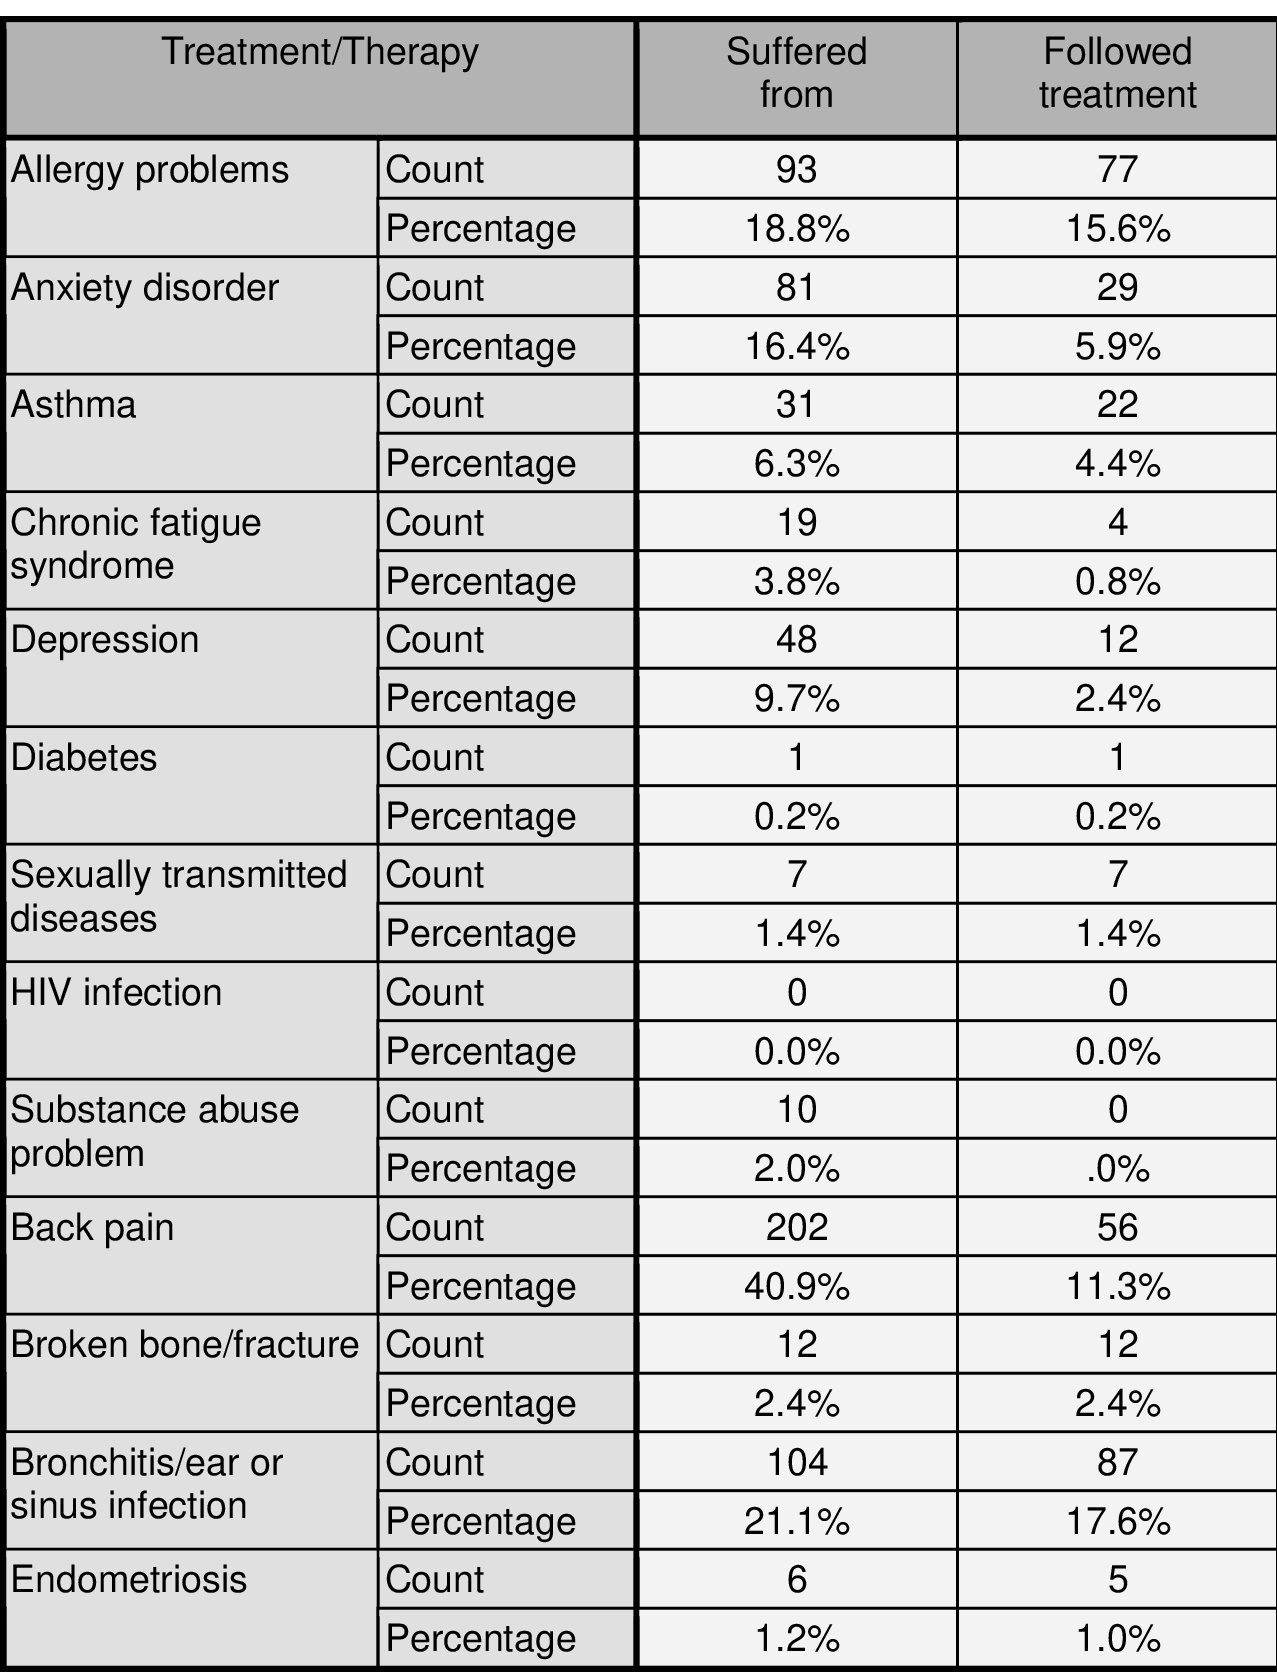 Treatment/Therapy Suffered from Followed treatment
Allergy problems Count 93 77
Percentage 18.8% 15.6%
Anxiety disorder Count 81 29
Percentage 16.4% 5.9%
Asthma Count 31 22
Percentage 6.3% 4.4%
Chronic fatigue syndrome Count 19 4
Percentage 3.8% 0.8%
Depression Count 48 12
Percentage 9.7% 2.4%
Diabetes Count 1 1
Percentage 0.2% 0.2%
Sexually transmitted diseases Count 7 7
Percentage 1.4% 1.4%
HIV infection Count 0 0
Percentage 0.0% 0.0%
Substance abuse problem Count 10 0
Percentage 2.0% .0%
Back pain Count 202 56
Percentage 40.9% 11.3%
Broken bone/fracture Count 12 12
Percentage 2.4% 2.4%
Bronchitis/ear or sinus infection Count 104 87
Percentage 21.1% 17.6%
Endometriosis Count 6 5
Percentage 1.2% 1.0%